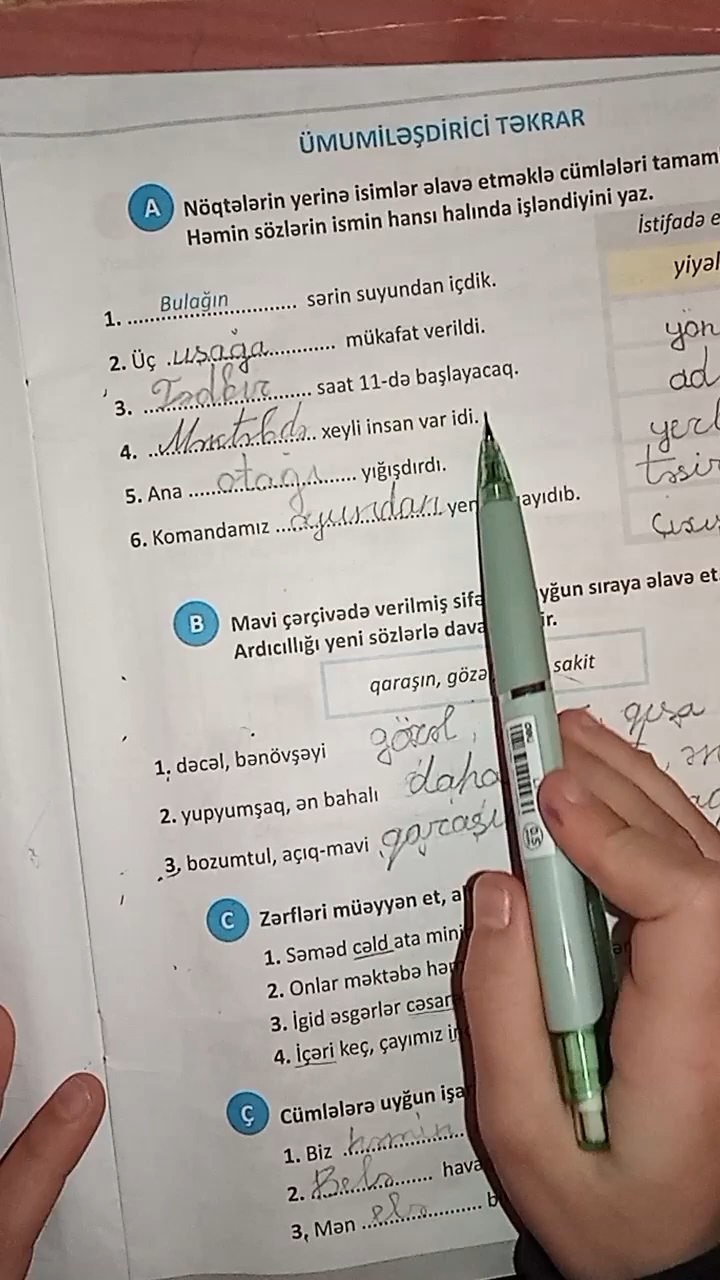 ÜMUMİLƏŞDİRİCİ TƏKRAR
A Nöqtələrin yerinə isimlər əlavə etməklə cümlələri tamam
Həmin sözlərin ismin hansı halında işləndiyini yaz.
İstifadə e
yiyəl
1. Bulağın sərin suyundan içdik.
2. Üç uşağa mükafat verildi.
yön
3. Tədbir saat 11-də başlayacaq.
ad
4. Məktəbdə xeyli insan var idi.
yerl
5. Ana otağı yığışdırdı.
təsir
6. Komandamız oyundan yen ayıdıb.
çıxış
B Mavi çərçivədə verilmiş sifə yğun sıraya əlavə et.
Ardıcıllığı yeni sözlərlə dava ir.
qaraşın, gözə sakit
1. dəcəl, bənövşəyi gözəl, qısa
2. yupyumşaq, ən bahalı daha ən
3, bozumtul, açıq-mavi qaraşı
C Zərfləri müəyyən et, a
1. Səməd cəld ata mini
2. Onlar məktəbə hə
3. İgid əsgərlər cəsar
4. İçəri keç, çayımız i
Ç Cümlələrə uyğun işa
1. Biz həmin
2. Belə hava
3, Mən elə b